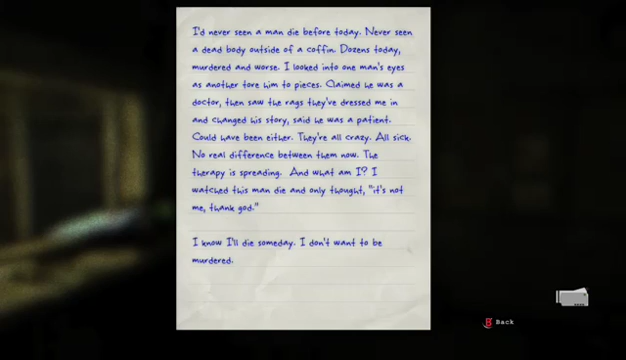 I'd never seen a man die before today. Never seen
a dead body outside of a coffin. Dozens today,
murdered and worse. I looked into one man's eyes
as another tore him to pieces. Claimed he was a
doctor, then saw the rags they've dressed me in
and changed his story, said he was a patient.
Could have been either. They're all crazy. All sick.
No real difference between them now. The
therapy is spreading. And what am I? I
watched this man die and only thought, "it's not
me, thank god."
I know I'll die someday. I don't want to be
murdered.
B Back